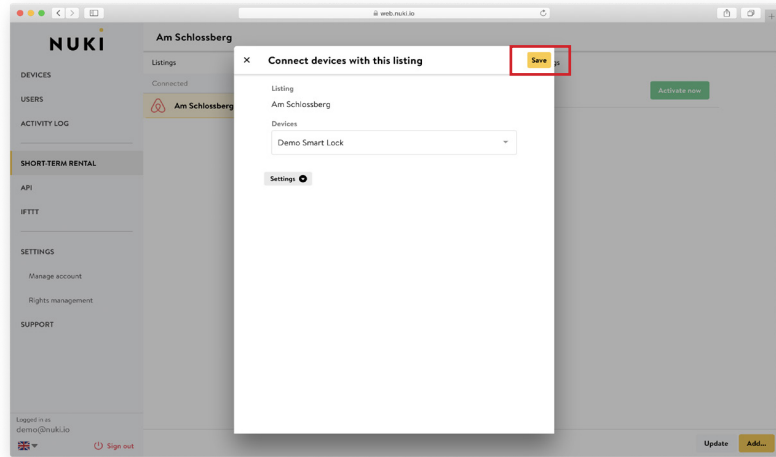 web.nuki.io
NUKI
DEVICES
USERS
ACTIVITY LOG
SHORT-TERM RENTAL
API
IFTTT
SETTINGS
Manage account
Rights management
SUPPORT
Logged in as
demo@nuki.io
Sign out
Am Schlossberg
Listings
Connected
Am Schlossberg
Connect devices with this listing
Save
Listing
Am Schlossberg
Devices
Demo Smart Lock
Settings
gs
Activate now
Update
Add...